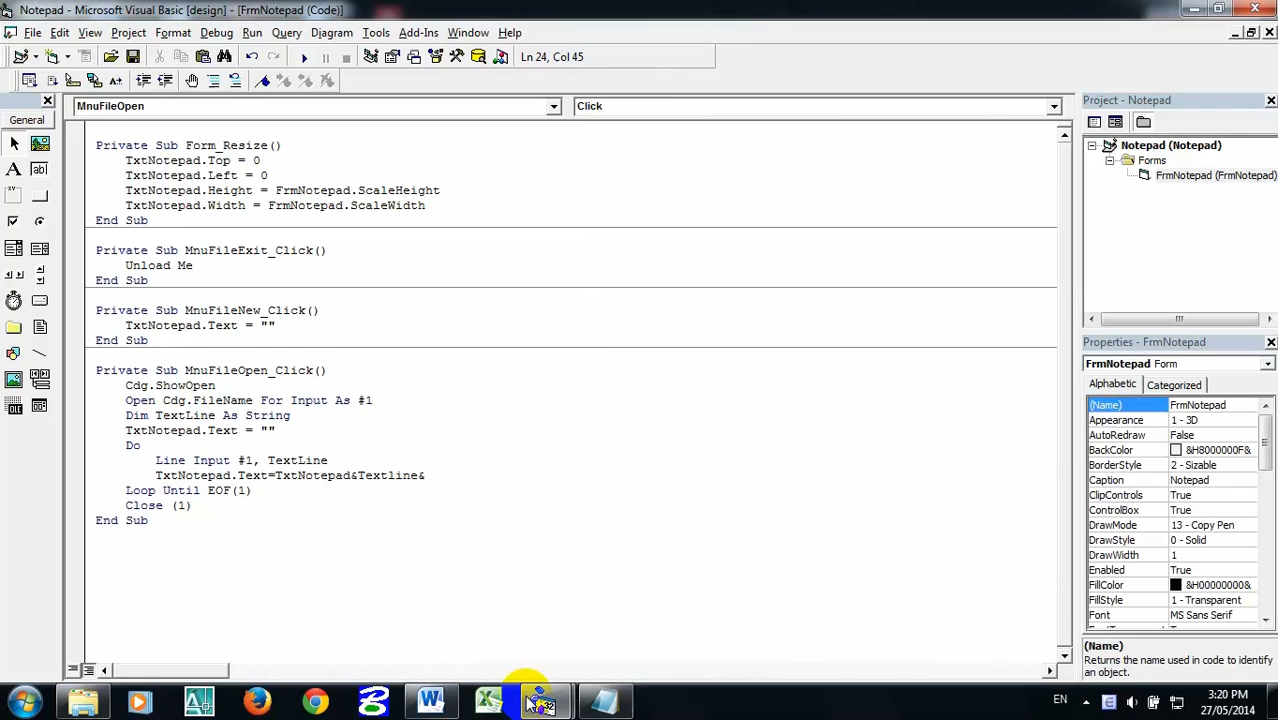 Notepad - Microsoft Visual Basic [design] - [FrmNotepad (Code)]
File Edit View Project Format Debug Run Query Diagram Tools Add-Ins Window Help
Ln 24, Col 45
General
MnuFileOpen
Click
Private Sub Form_Resize()
TxtNotepad.Top = 0
TxtNotepad.Left = 0
TxtNotepad.Height = FrmNotepad.ScaleHeight
TxtNotepad.Width = FrmNotepad.ScaleWidth
End Sub
Private Sub MnuFileExit_Click()
Unload Me
End Sub
Private Sub MnuFileNew_Click()
TxtNotepad.Text = ""
End Sub
Private Sub MnuFileOpen_Click()
Cdg.ShowOpen
Open Cdg.FileName For Input As #1
Dim TextLine As String
TxtNotepad.Text = ""
Do
Line Input #1, TextLine
TxtNotepad.Text=TxtNotepad&Textline&
Loop Until EOF(1)
Close (1)
End Sub
Project - Notepad
Notepad (Notepad)
Forms
FrmNotepad (FrmNotepad)
Properties - FrmNotepad
FrmNotepad Form
Alphabetic Categorized
(Name) FrmNotepad
Appearance 1 - 3D
AutoRedraw False
BackColor &H8000000F&
BorderStyle 2 - Sizable
Caption Notepad
ClipControls True
ControlBox True
DrawMode 13 - Copy Pen
DrawStyle 0 - Solid
DrawWidth 1
Enabled True
FillColor &H00000000&
FillStyle 1 - Transparent
Font MS Sans Serif
(Name)
Returns the name used in code to identify
an object.
EN
3:20 PM
27/05/2014